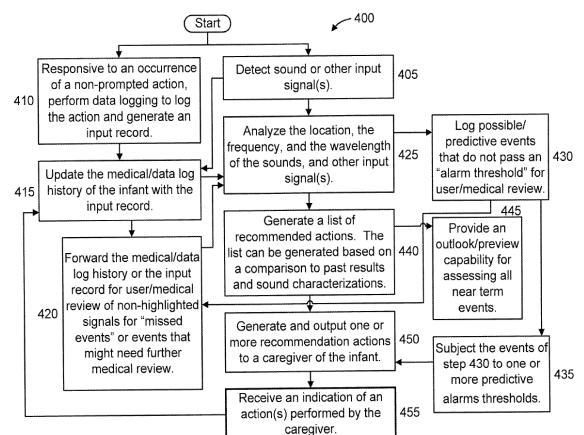 Start
400
Responsive to an occurrence
of a non-prompted action,
perform data logging to log
the action and generate an
input record.
410
Detect sound or other input
signal(s).
405
Analyze the location, the
frequency, and the wavelength
of the sounds, and other input
signal(s).
425
Log possible/
predictive events
that do not pass an
“alarm threshold” for
user/medical review.
430
Update the medical/data log
history of the infant with the
input record.
415
Generate a list of
recommended actions. The
list can be generated based on
a comparison to past results
and sound characterizations.
440
445
Provide an
outlook/preview
capability for
assessing all
near term
events.
Forward the medical/data
log history or the input
record for user/medical
review of non-highlighted
signals for “missed
events” or events that
might need further
medical review.
420
Generate and output one or
more recommendation actions
to a caregiver of the infant.
450
Subject the events of
step 430 to one or
more predictive
alarms thresholds.
435
Receive an indication of an
action(s) performed by the
caregiver.
455